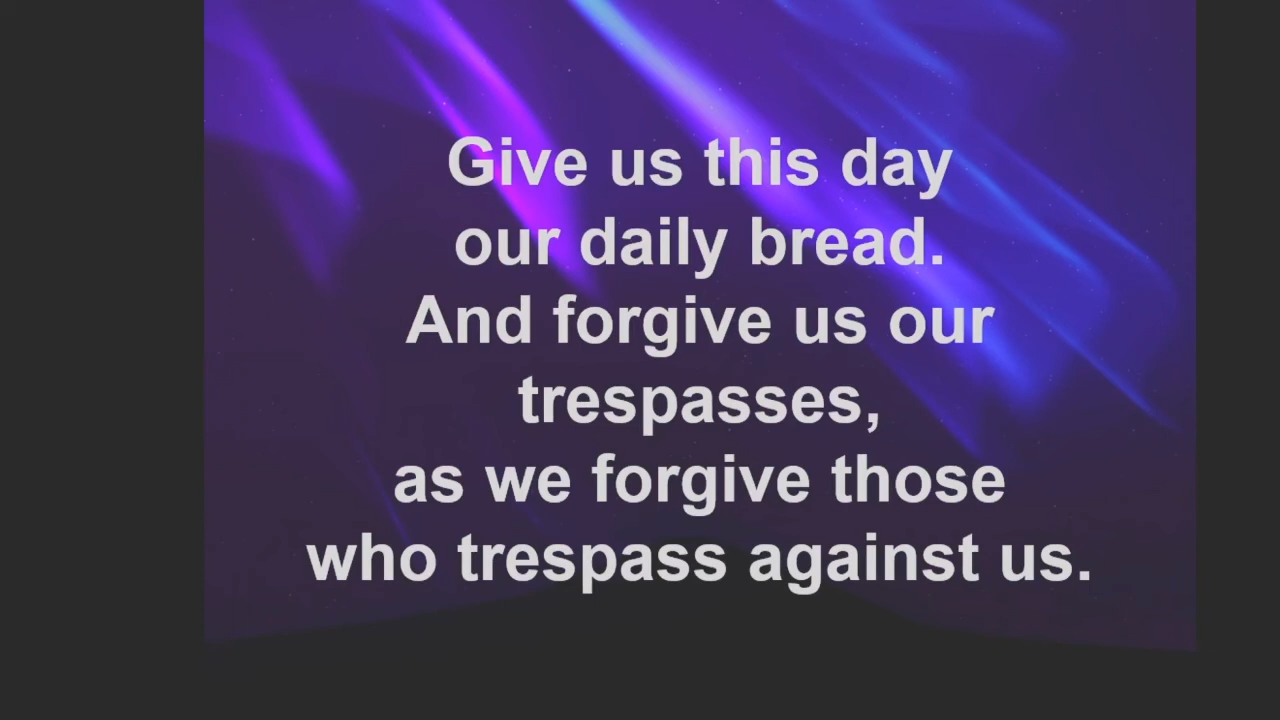 Give us this day
our daily bread.
And forgive us our
trespasses,
as we forgive those
who trespass against us.